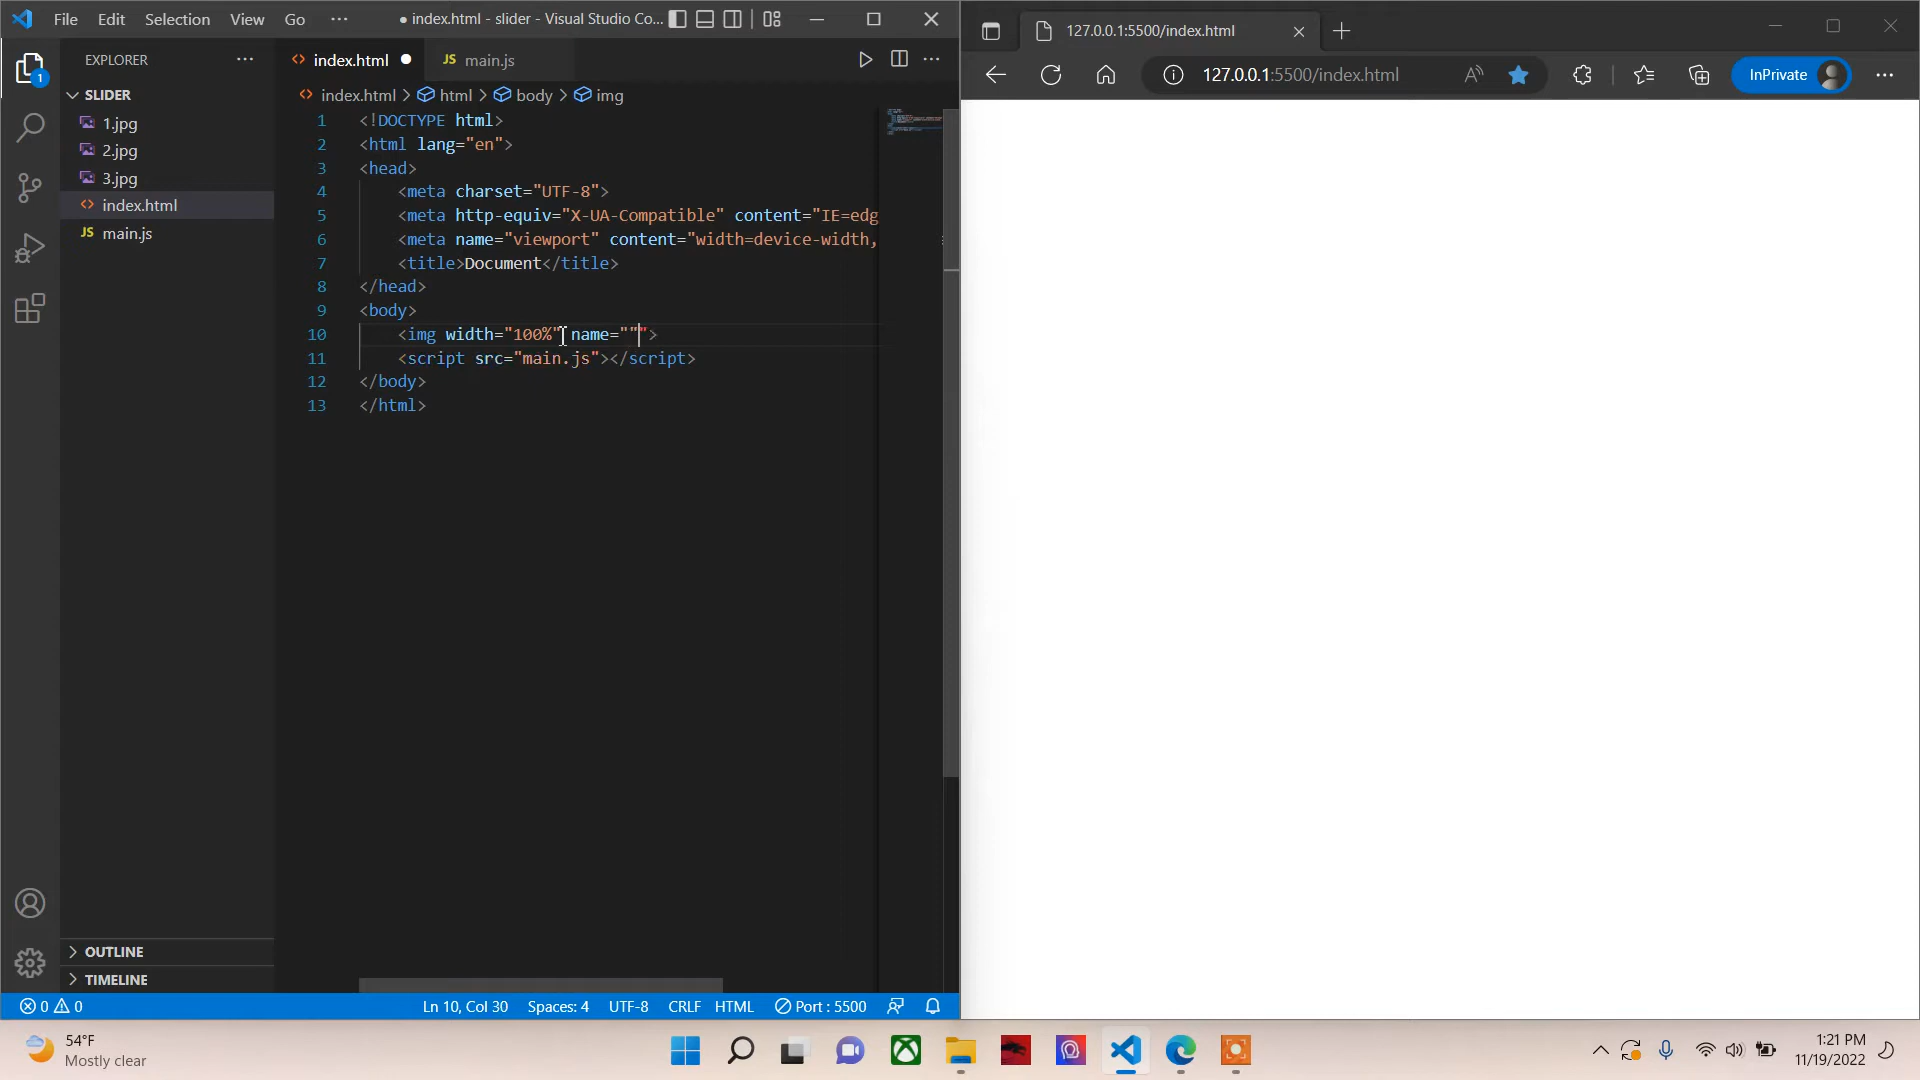 File Edit Selection View Go ··· ● index.html - slider - Visual Studio Co...
127.0.0.1:5500/index.html
EXPLORER ···
index.html ● JS main.js
127.0.0.1:5500/index.html
InPrivate
1
SLIDER
index.html > html > body > img
1.jpg
2.jpg
3.jpg
index.html
JS main.js
1 <!DOCTYPE html>
2 <html lang="en">
3 <head>
4 <meta charset="UTF-8">
5 <meta http-equiv="X-UA-Compatible" content="IE=edg
6 <meta name="viewport" content="width=device-width,
7 <title>Document</title>
8 </head>
9 <body>
10 <img width="100%" name=""">
11 <script src="main.js"></script>
12 </body>
13 </html>
OUTLINE
TIMELINE
0 0 Ln 10, Col 30 Spaces: 4 UTF-8 CRLF HTML Port : 5500
54°F
Mostly clear
1:21 PM
11/19/2022